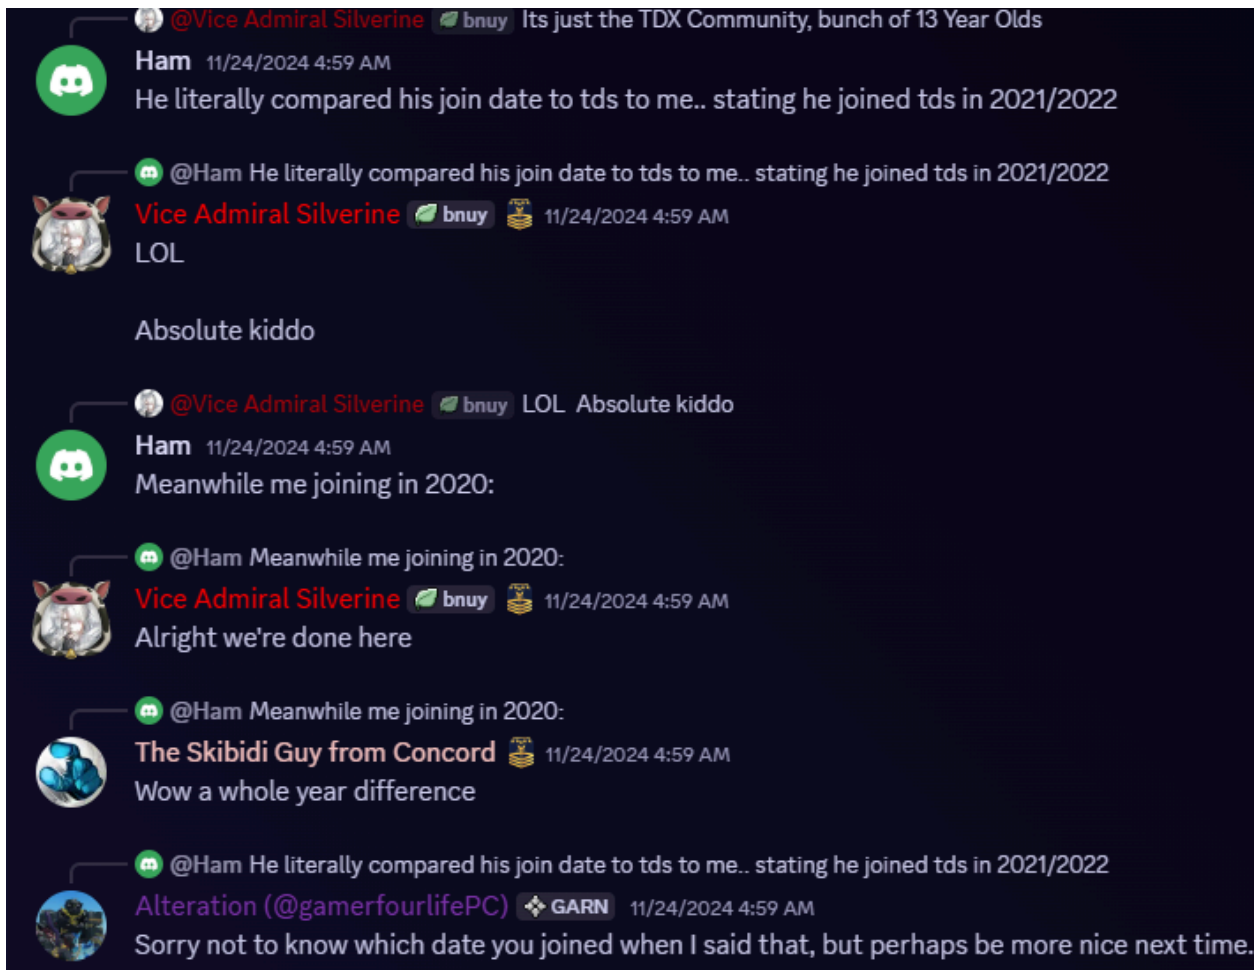 @Vice Admiral Silverine bnuy Its just the TDX Community, bunch of 13 Year Olds
Ham 11/24/2024 4:59 AM
He literally compared his join date to tds to me.. stating he joined tds in 2021/2022
@Ham He literally compared his join date to tds to me.. stating he joined tds in 2021/2022
Vice Admiral Silverine bnuy 11/24/2024 4:59 AM
LOL
Absolute kiddo
@Vice Admiral Silverine bnuy LOL Absolute kiddo
Ham 11/24/2024 4:59 AM
Meanwhile me joining in 2020:
@Ham Meanwhile me joining in 2020:
Vice Admiral Silverine bnuy 11/24/2024 4:59 AM
Alright we're done here
@Ham Meanwhile me joining in 2020:
The Skibidi Guy from Concord 11/24/2024 4:59 AM
Wow a whole year difference
@Ham He literally compared his join date to tds to me.. stating he joined tds in 2021/2022
Alteration (@gamerfourlifePC) GARN 11/24/2024 4:59 AM
Sorry not to know which date you joined when I said that, but perhaps be more nice next time.